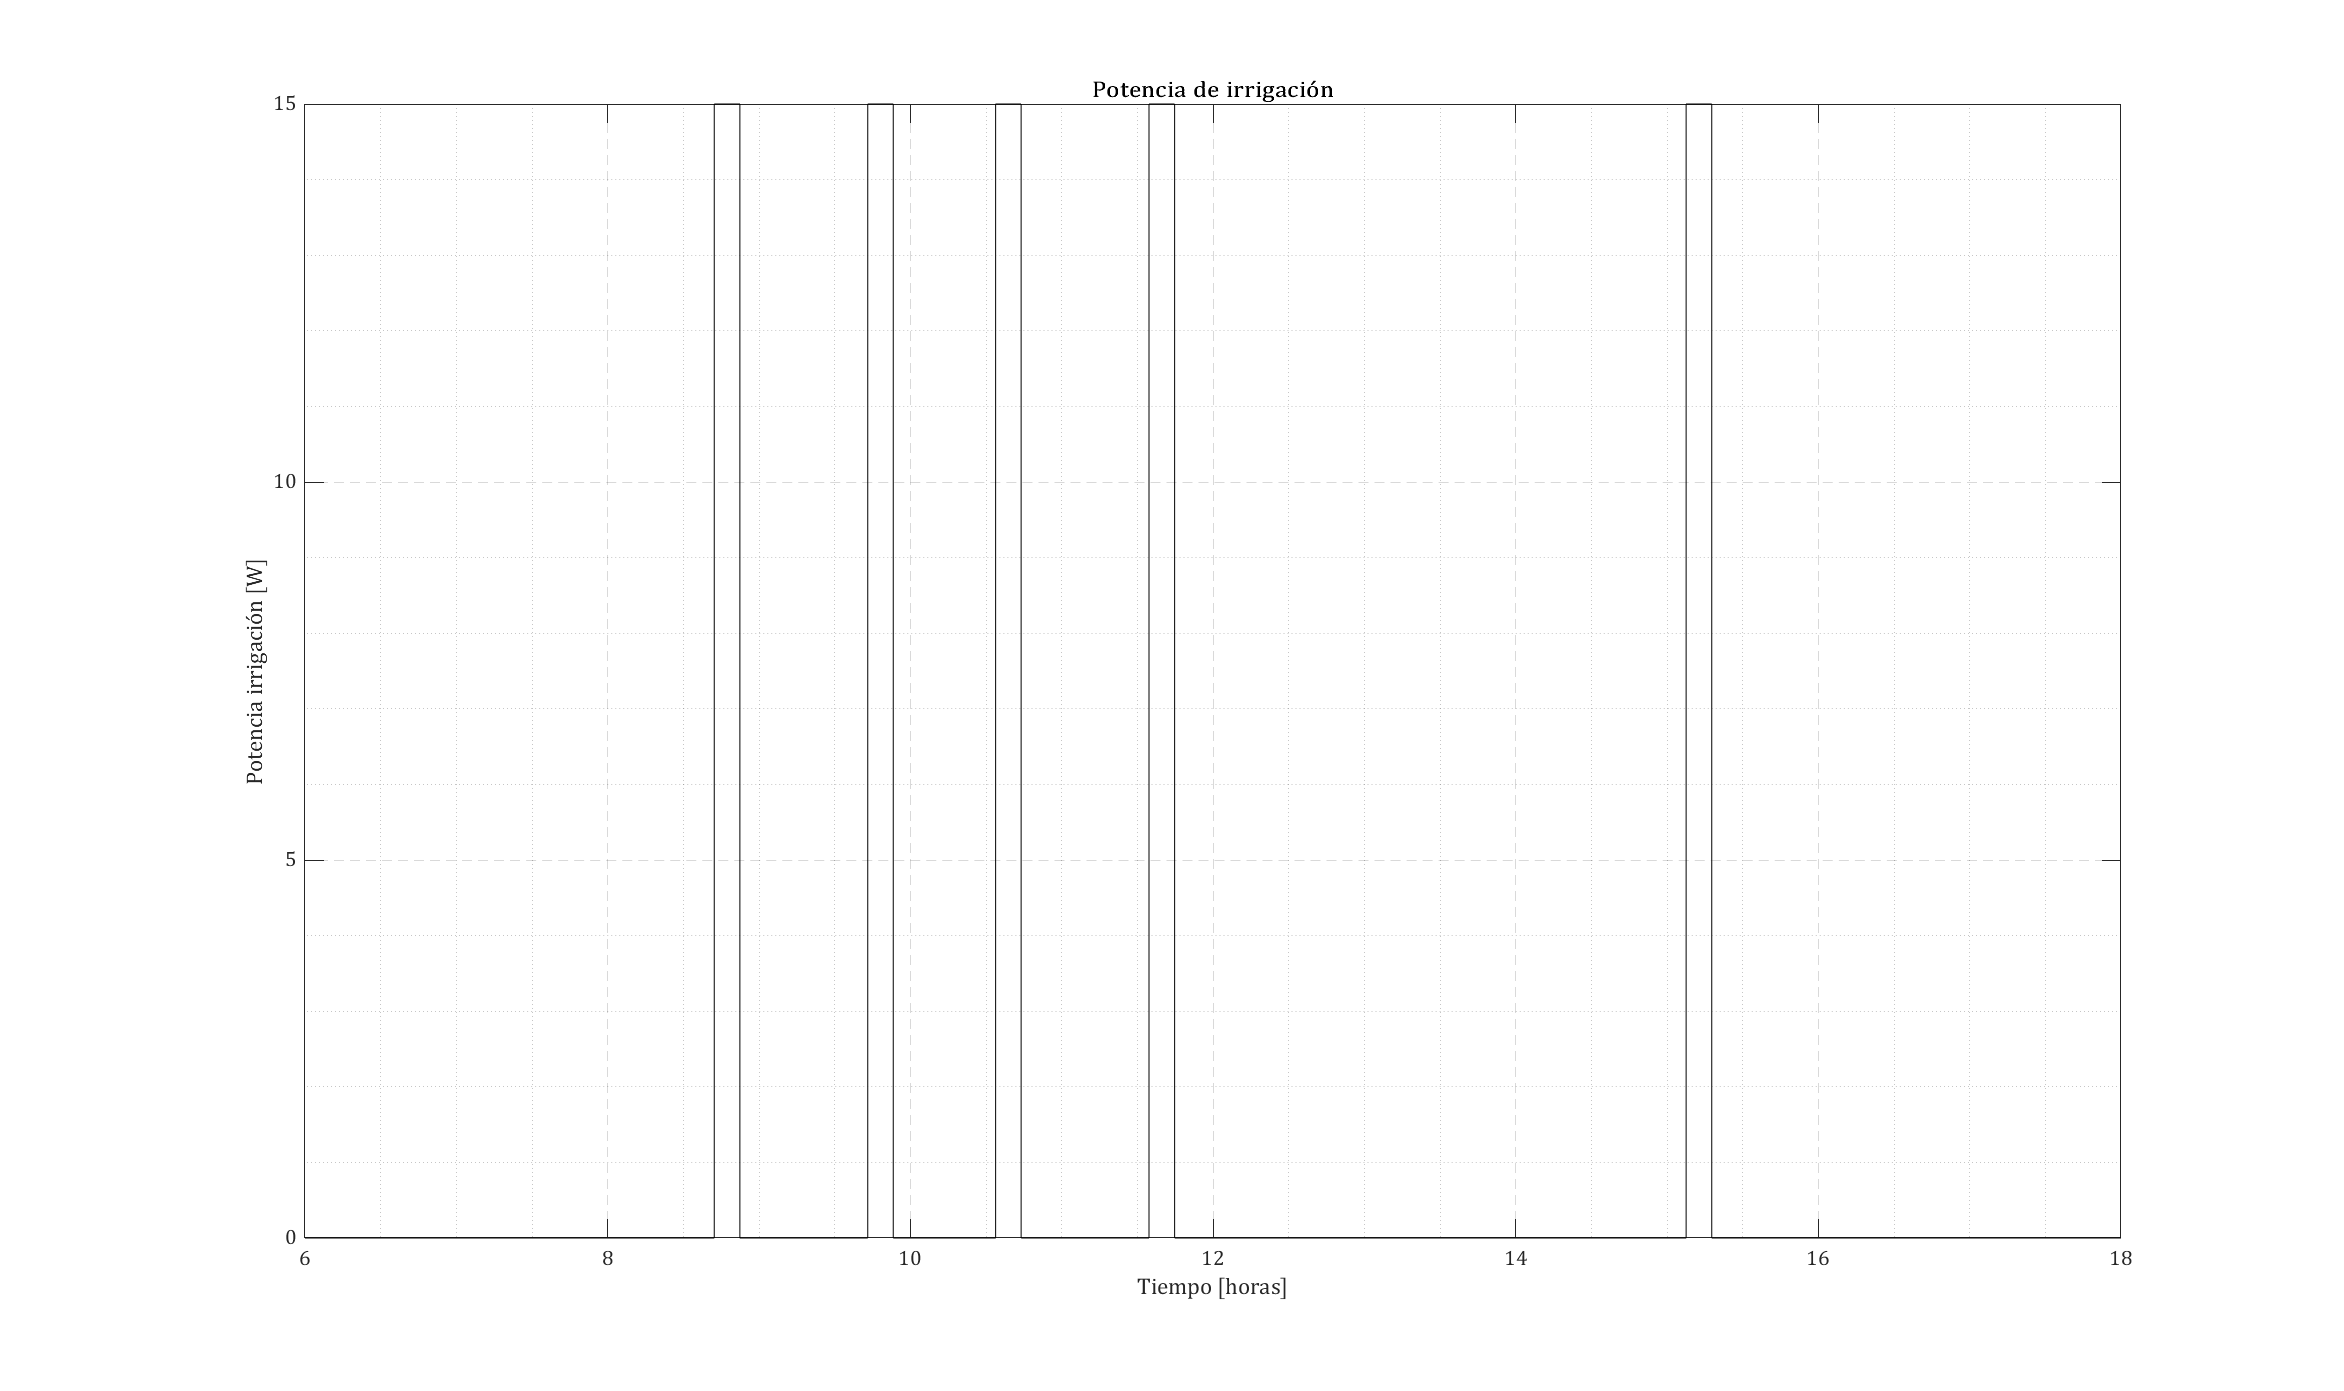 Potencia de irrigación
15
10
5
0
Potencia irrigación [W]
6 8 10 12 14 16 18
Tiempo [horas]